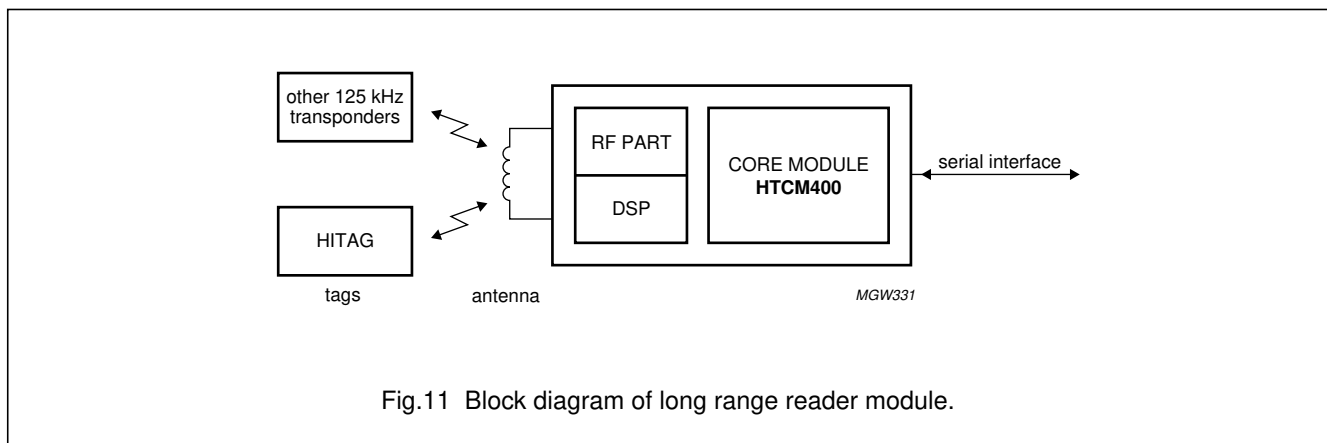 other 125 kHz
transponders
HITAG
tags
antenna
RF PART
DSP
CORE MODULE
HTCM400
serial interface
MGW331
Fig.11 Block diagram of long range reader module.